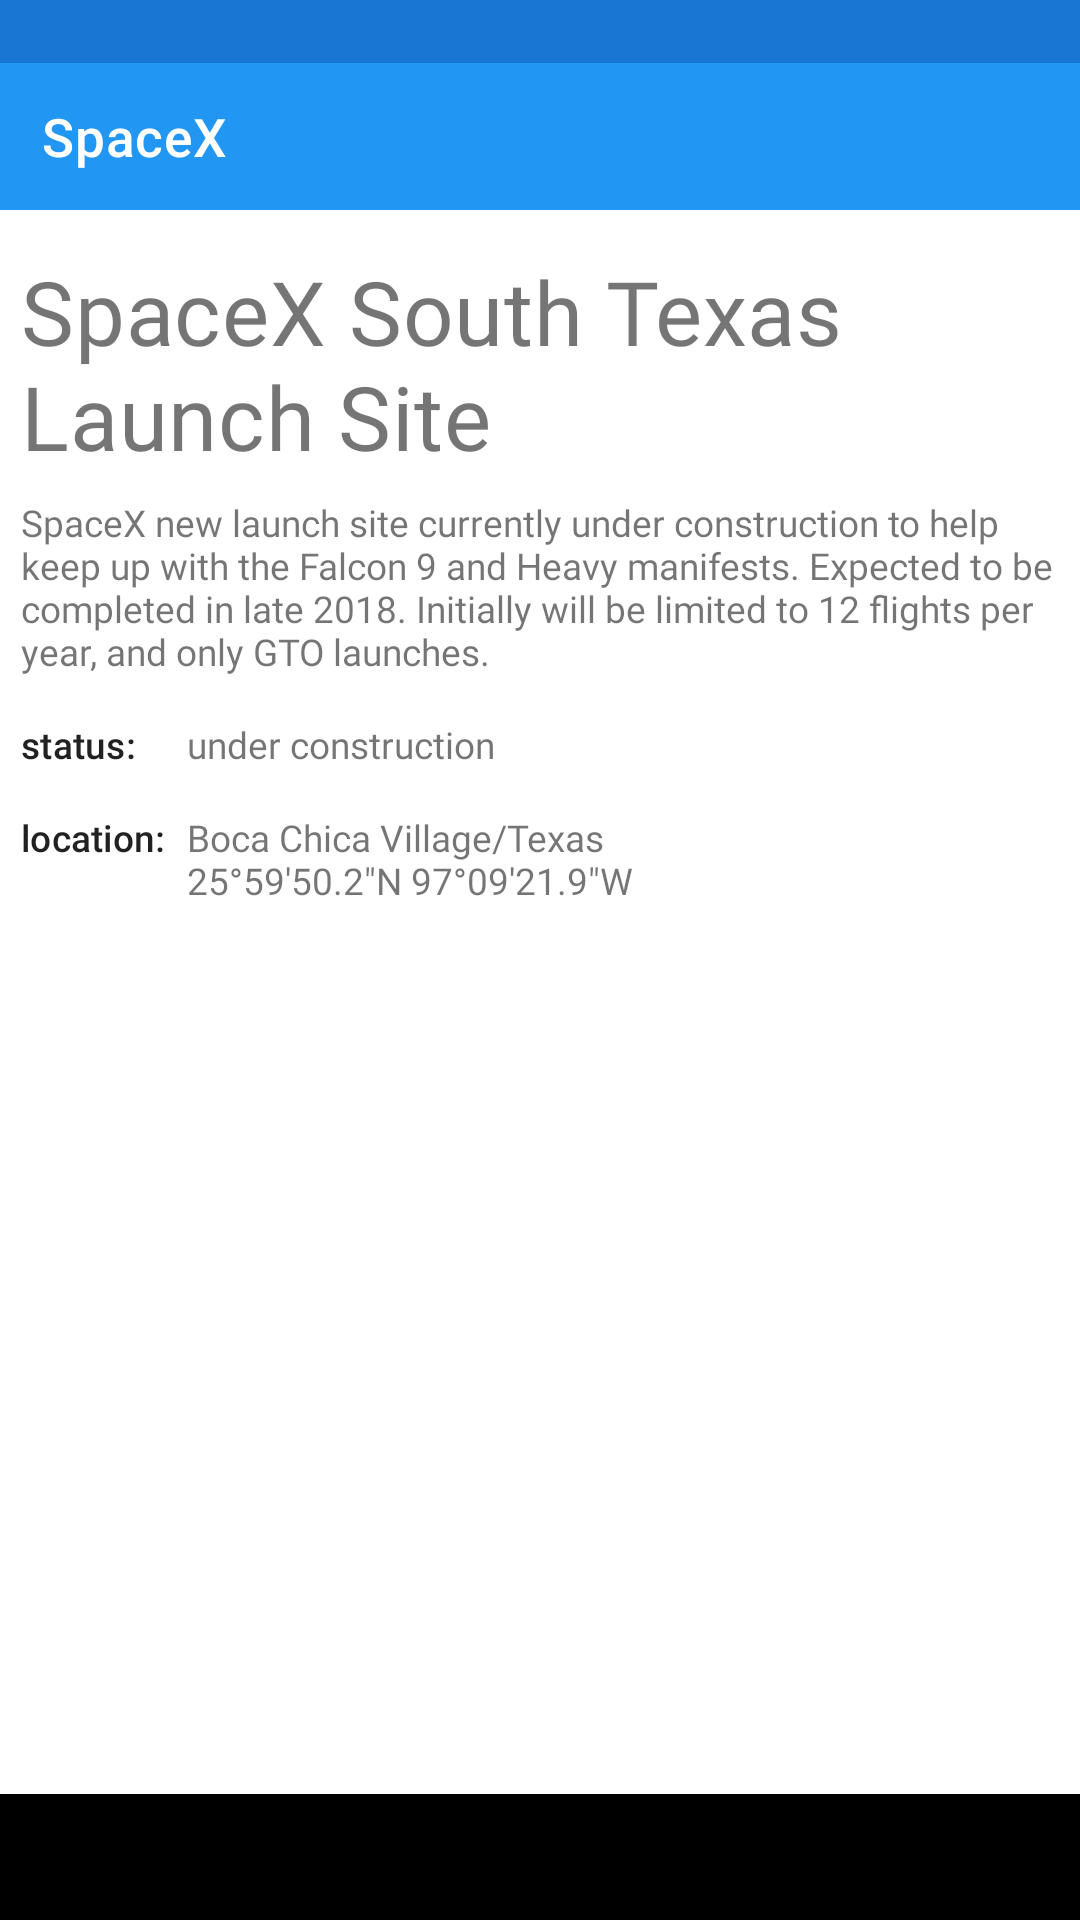 SpaceX
SpaceX South Texas
Launch Site
SpaceX new launch site currently under construction to help
keep up with the Falcon 9 and Heavy manifests. Expected to be
completed in late 2018. Initially will be limited to 12 flights per
year, and only GTO launches.
status: under construction
location: Boca Chica Village/Texas
25°59'50.2"N 97°09'21.9"W